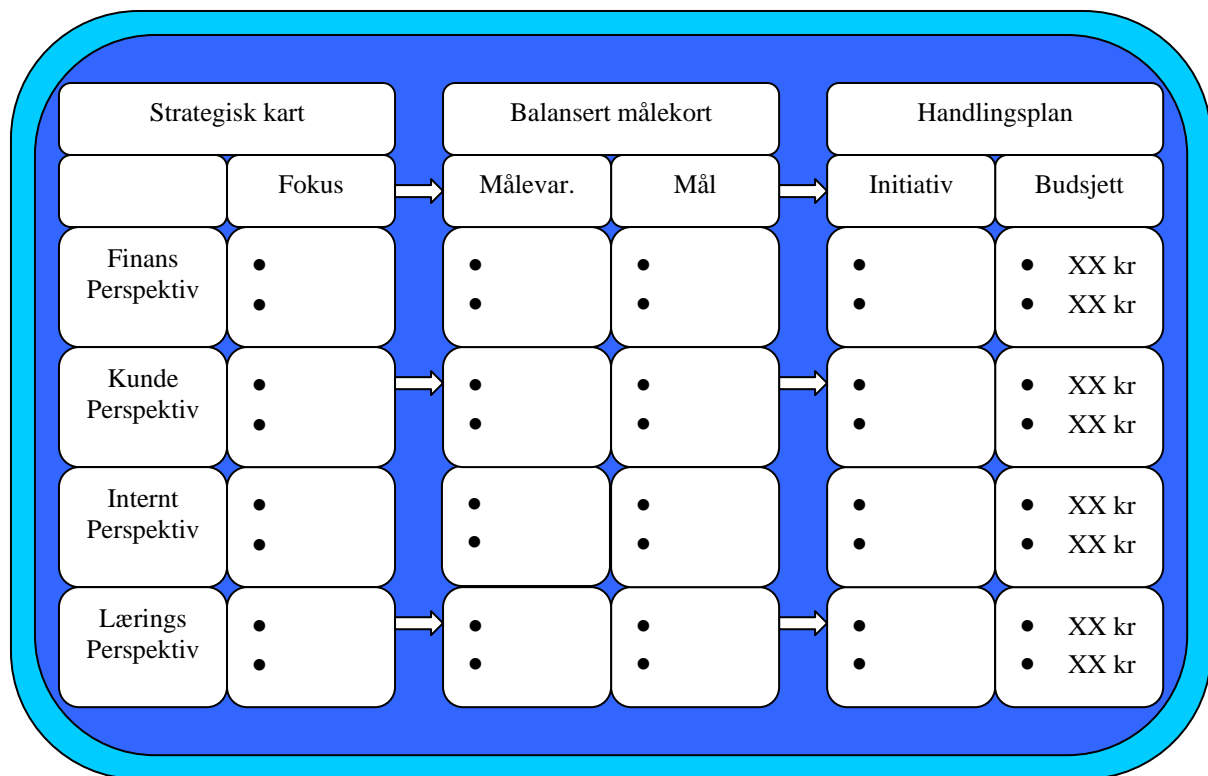 Strategisk kart Balansert målekort Handlingsplan
Fokus Målevar. Mål Initiativ Budsjett
Finans
Perspektiv
• • • • • XX kr
• • • • • XX kr
Kunde
Perspektiv
• • • • • XX kr
• • • • • XX kr
Internt
Perspektiv
• • • • • XX kr
• • • • • XX kr
Lærings
Perspektiv
• • • • • XX kr
• • • • • XX kr